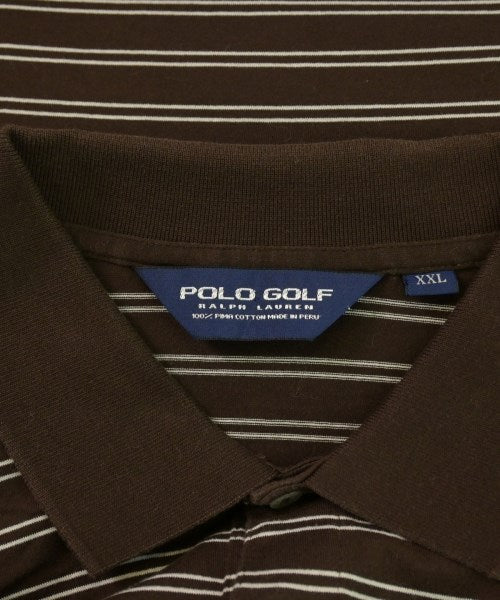 POLO GOLF
RALPH LAUREN
100% PIMA COTTON MADE IN PERU
XXL